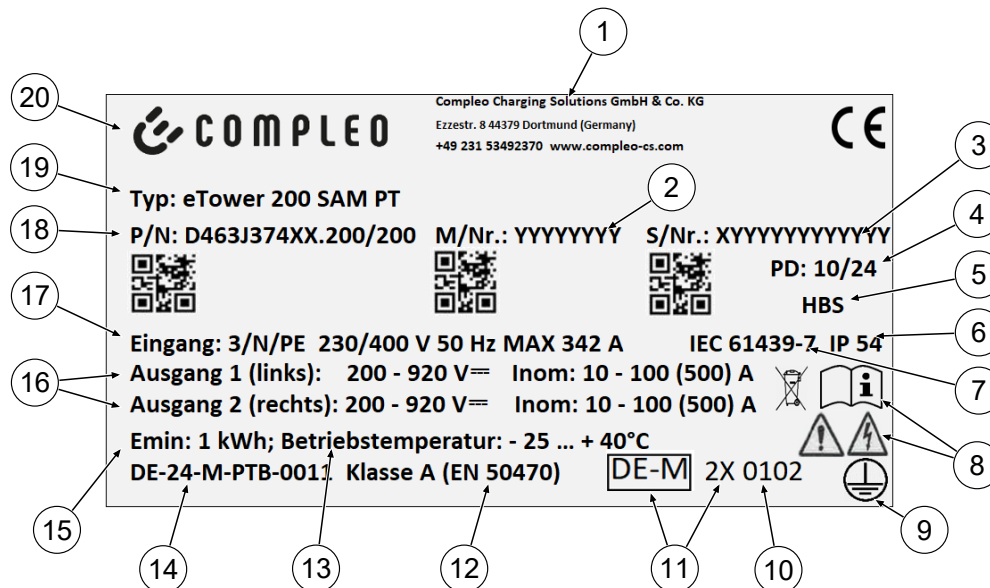 1
20
Compleo Charging Solutions GmbH & Co. KG
COMPLEO
Ezzestr. 8 44379 Dortmund (Germany)
+49 231 53492370 www.compleo-cs.com
CE
3
19
Typ: eTower 200 SAM PT
2
4
18
P/N: D463J374XX.200/200 M/Nr.: YYYYYYYY S/Nr.: XYYYYYYYYYYYY
PD: 10/24
5
17
HBS
6
Eingang: 3/N/PE 230/400 V 50 Hz MAX 342 A IEC 61439-7 IP 54
7
16
Ausgang 1 (links): 200 - 920 V⎓ Inom: 10 - 100 (500) A
Ausgang 2 (rechts): 200 - 920 V⎓ Inom: 10 - 100 (500) A
i
8
Emin: 1 kWh; Betriebstemperatur: - 25 ... + 40°C
DE-24-M-PTB-0011 Klasse A (EN 50470) DE-M 2X 0102
15
14
13
12
11
10
9